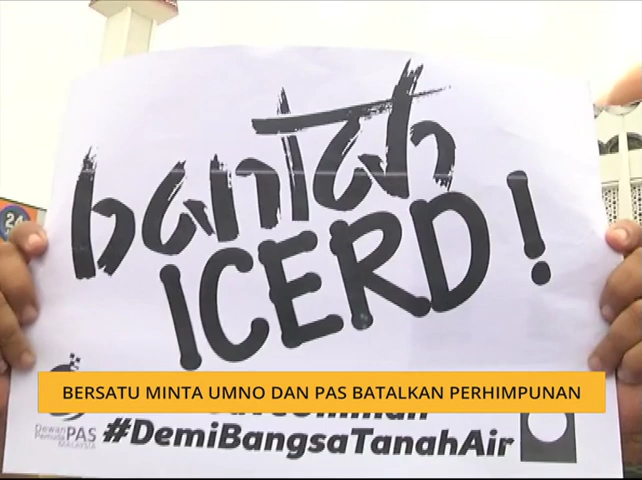 bantah
ICERD!
BERSATU MINTA UMNO DAN PAS BATALKAN PERHIMPUNAN
Dewan
Pemuda PAS
MALAYSIA
#DemiBangsaTanahAir